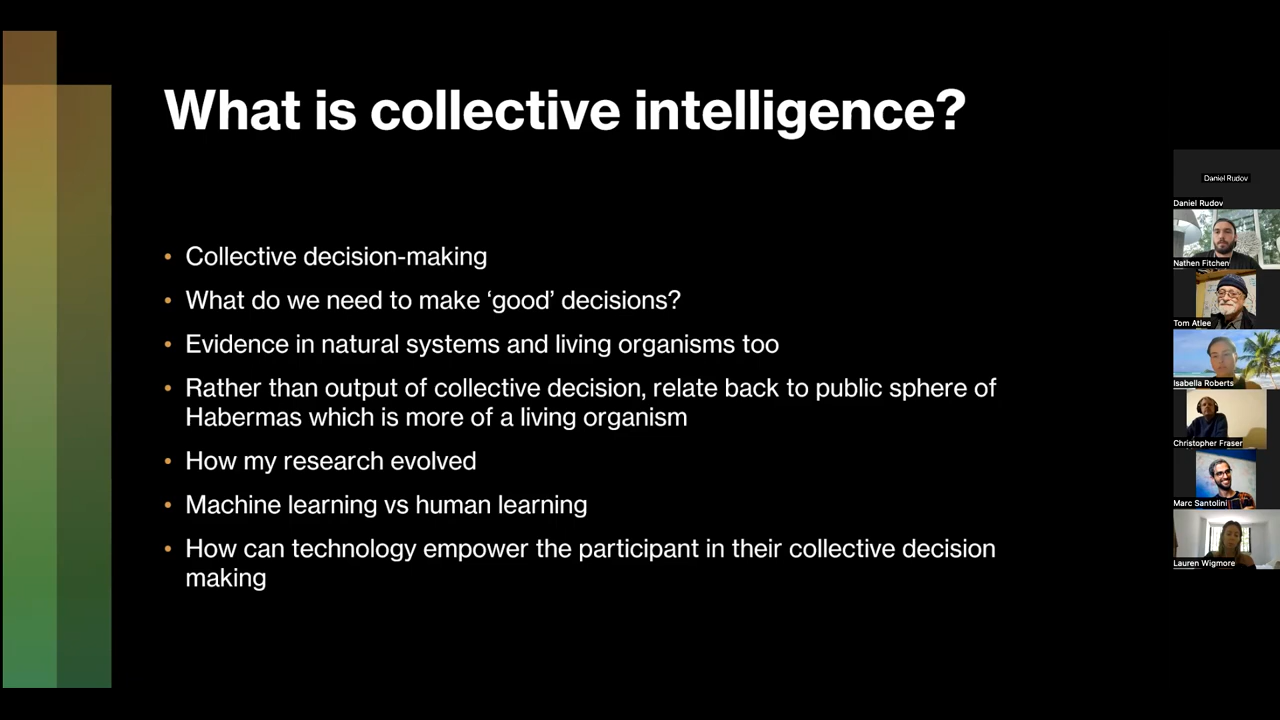 What is collective intelligence?
• Collective decision-making
• What do we need to make ‘good’ decisions?
• Evidence in natural systems and living organisms too
• Rather than output of collective decision, relate back to public sphere of
Habermas which is more of a living organism
• How my research evolved
• Machine learning vs human learning
• How can technology empower the participant in their collective decision
making
Daniel Rudov
Daniel Rudov
Nathen Fitchen
Tom Atlee
Isabella Roberts
Christopher Fraser
Marc Santolini
Lauren Wigmore